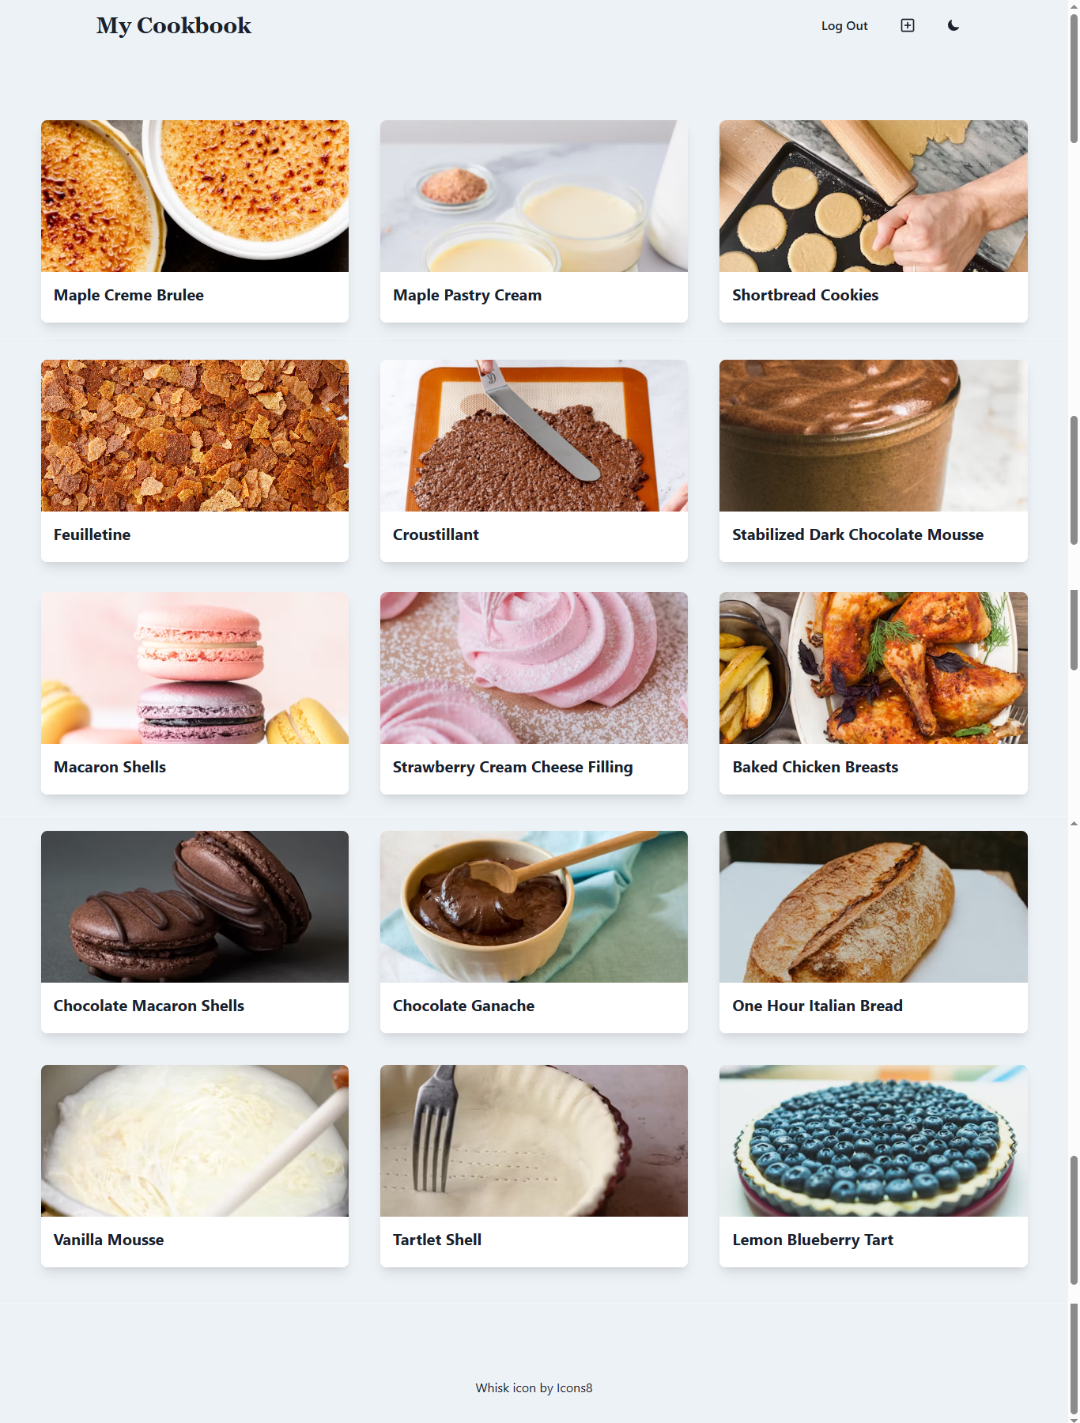 My Cookbook
Log Out
Maple Creme Brulee
Maple Pastry Cream
Shortbread Cookies
Feuilletine
Croustillant
Stabilized Dark Chocolate Mousse
Macaron Shells
Strawberry Cream Cheese Filling
Baked Chicken Breasts
Chocolate Macaron Shells
Chocolate Ganache
One Hour Italian Bread
Vanilla Mousse
Tartlet Shell
Lemon Blueberry Tart
Whisk icon by Icons8